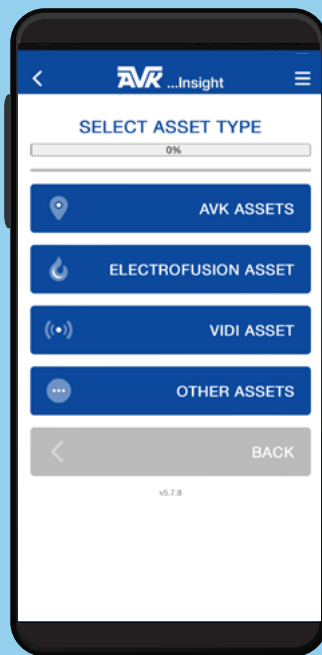 AVK ...Insight
SELECT ASSET TYPE
0%
AVK ASSETS
ELECTROFUSION ASSET
VIDI ASSET
OTHER ASSETS
BACK
v5.7.8